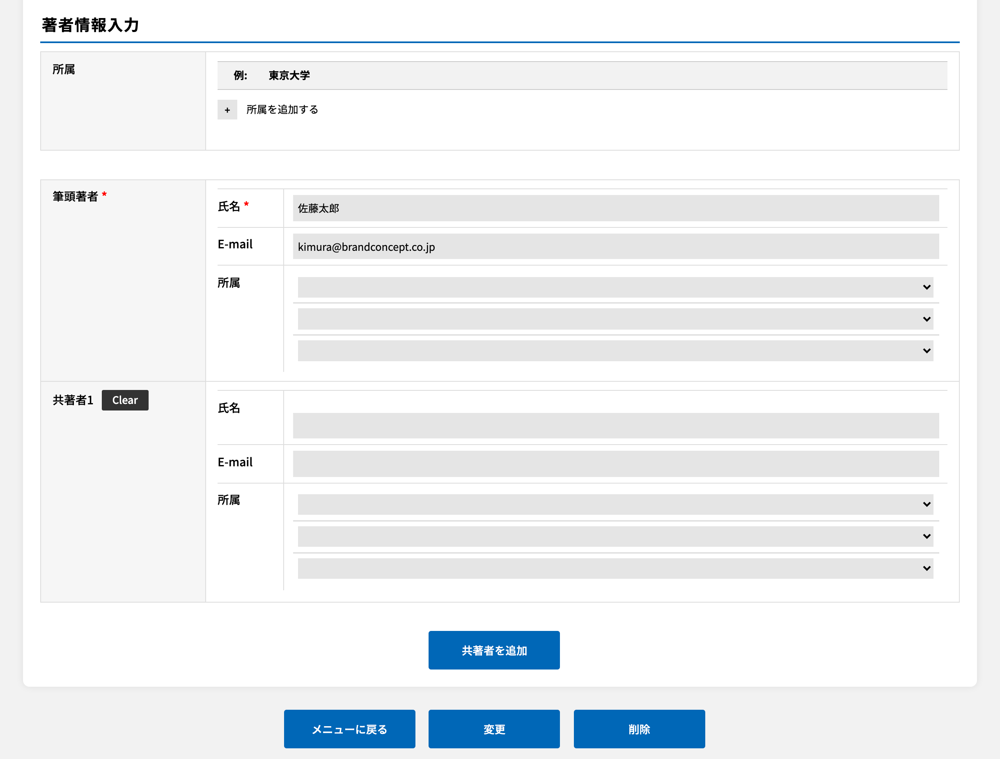 著者情報入力
所属
例: 東京大学
+ 所属を追加する
筆頭著者 *
氏名 *
佐藤太郎
E-mail
kimura@brandconcept.co.jp
所属
共著者1 Clear
氏名
E-mail
所属
共著者を追加
メニューに戻る
変更
削除